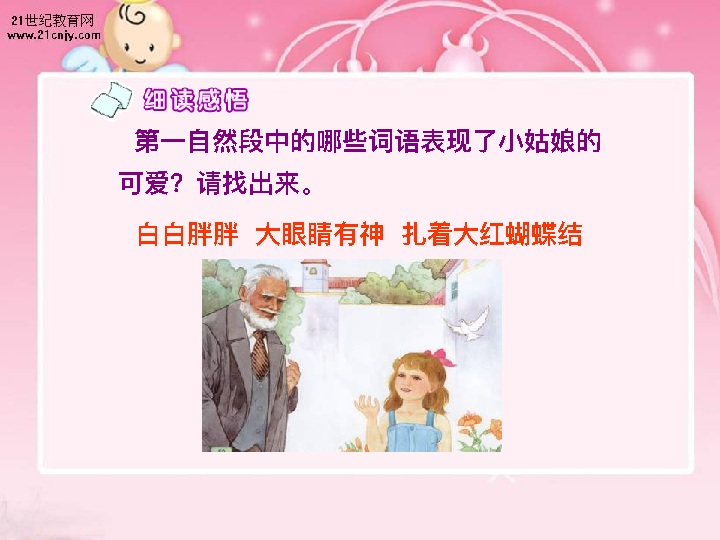 21世纪教育网
www.21cnjy.com
细读感悟
第一自然段中的哪些词语表现了小姑娘的
可爱？请找出来。
白白胖胖 大眼睛有神 扎着大红蝴蝶结